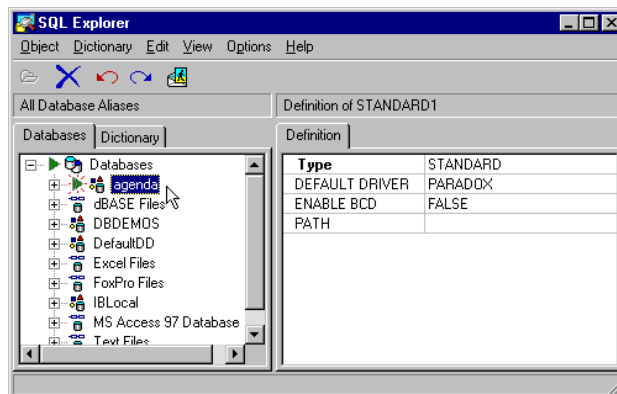 SQL Explorer
Object Dictionary Edit View Options Help
All Database Aliases
Definition of STANDARD1
Databases Dictionary
Definition
Databases
agenda
dBASE Files
DBDEMOS
DefaultDD
Excel Files
FoxPro Files
IBLocal
MS Access 97 Database
Text Files
Type STANDARD
DEFAULT DRIVER PARADOX
ENABLE BCD FALSE
PATH